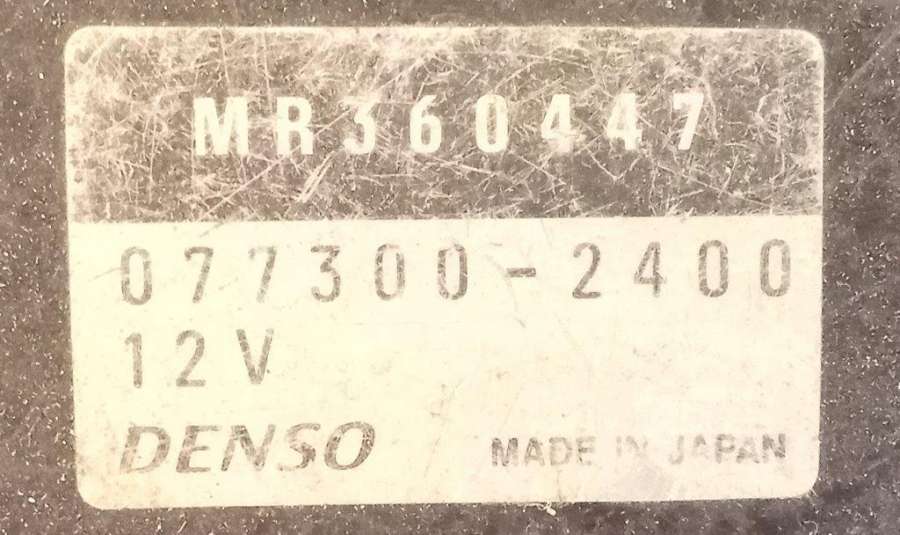 MR360447
077300-2400
12V
DENSO
MADE IN JAPAN